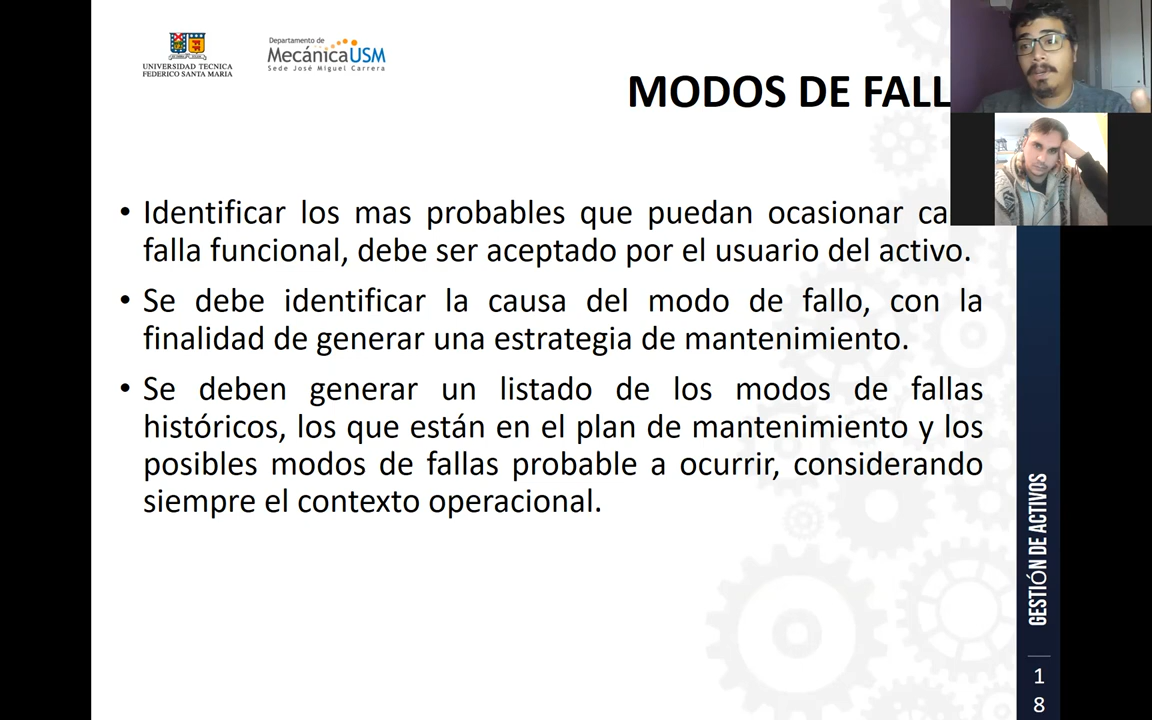 UNIVERSIDAD TECNICA
FEDERICO SANTA MARIA
Departamento de
MecánicaUSM
Sede José Miguel Carrera
MODOS DE FALL
• Identificar los mas probables que puedan ocasionar
falla funcional, debe ser aceptado por el usuario del activo.
• Se debe identificar la causa del modo de fallo, con la
finalidad de generar una estrategia de mantenimiento.
• Se deben generar un listado de los modos de fallas
históricos, los que están en el plan de mantenimiento y los
posibles modos de fallas probable a ocurrir, considerando
siempre el contexto operacional.
GESTIÓN DE ACTIVOS
1
8